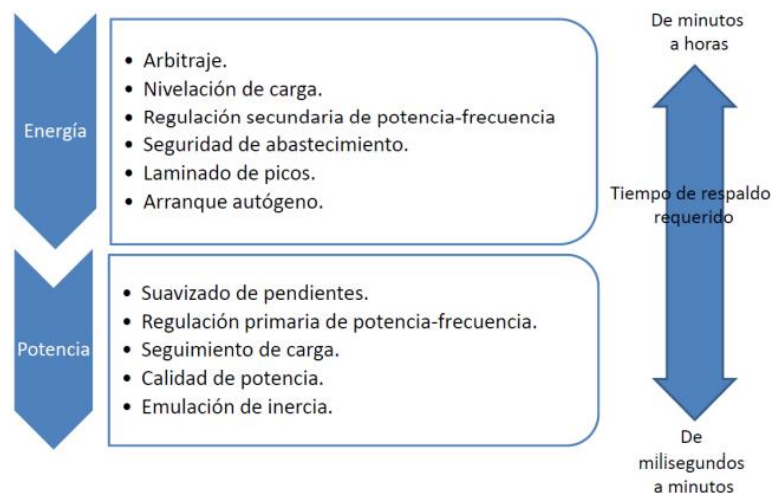 Energía
• Arbitraje.
• Nivelación de carga.
• Regulación secundaria de potencia-frecuencia
• Seguridad de abastecimiento.
• Laminado de picos.
• Arranque autógeno.
Potencia
• Suavizado de pendientes.
• Regulación primaria de potencia-frecuencia.
• Seguimiento de carga.
• Calidad de potencia.
• Emulación de inercia.
De minutos
a horas
Tiempo de respaldo
requerido
De
milisegundos
a minutos